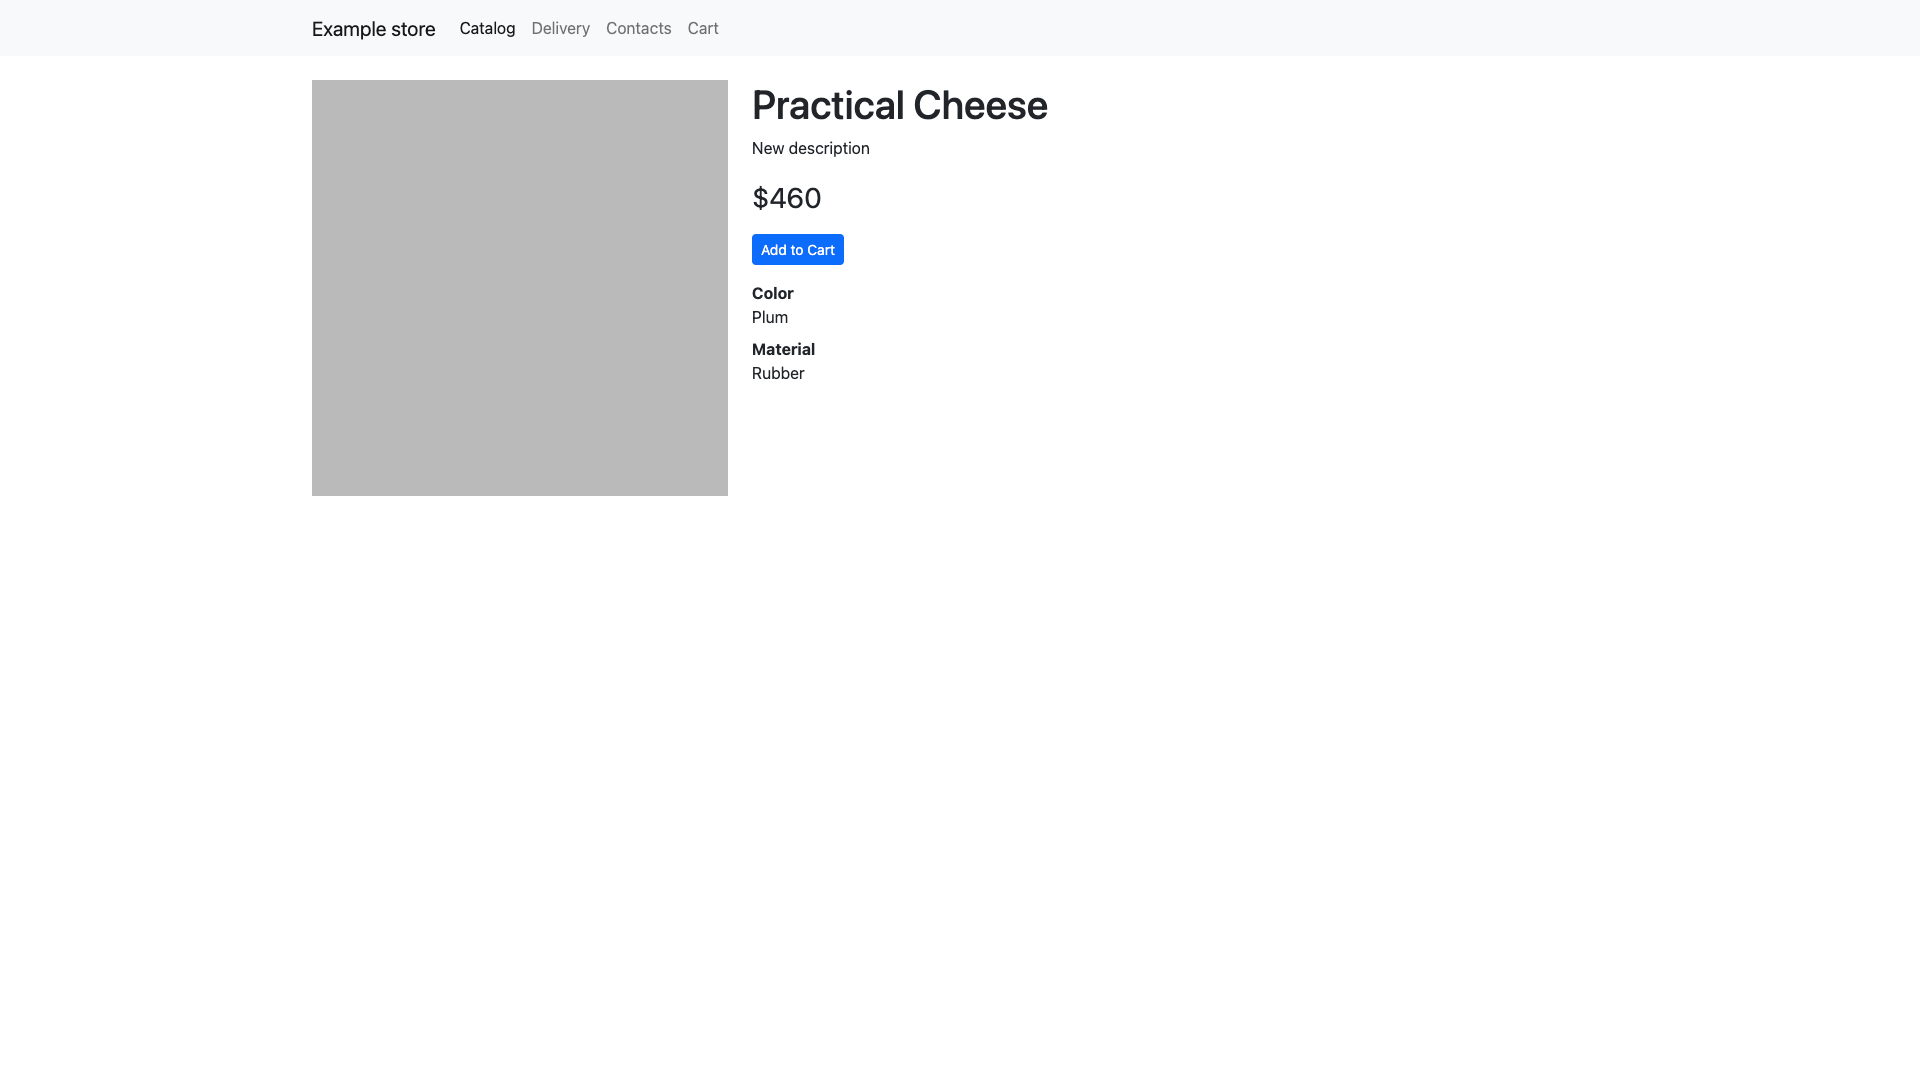 Example store Catalog Delivery Contacts Cart
Practical Cheese
New description
$460
Add to Cart
Color
Plum
Material
Rubber